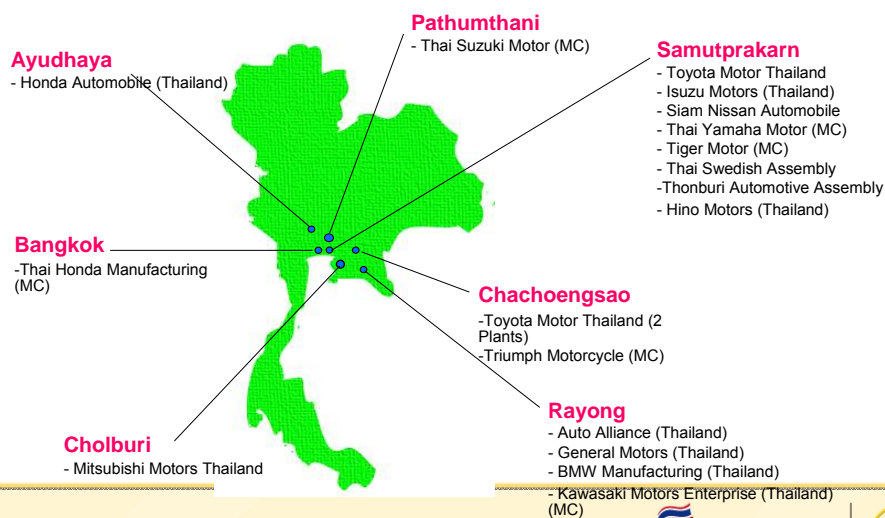 Pathumthani
- Thai Suzuki Motor (MC)
Ayudhaya
- Honda Automobile (Thailand)
Samutprakarn
- Toyota Motor Thailand
- Isuzu Motors (Thailand)
- Siam Nissan Automobile
- Thai Yamaha Motor (MC)
- Tiger Motor (MC)
- Thai Swedish Assembly
-Thonburi Automotive Assembly
- Hino Motors (Thailand)
Bangkok
-Thai Honda Manufacturing
(MC)
Chachoengsao
-Toyota Motor Thailand (2
Plants)
-Triumph Motorcycle (MC)
Rayong
- Auto Alliance (Thailand)
- General Motors (Thailand)
- BMW Manufacturing (Thailand)
- Kawasaki Motors Enterprise (Thailand)
(MC)
Cholburi
- Mitsubishi Motors Thailand